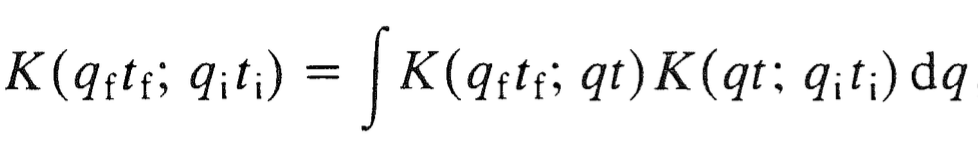 K(q_f t_f; q_i t_i) = ∫ K(q_f t_f; qt) K(qt; q_i t_i) dq